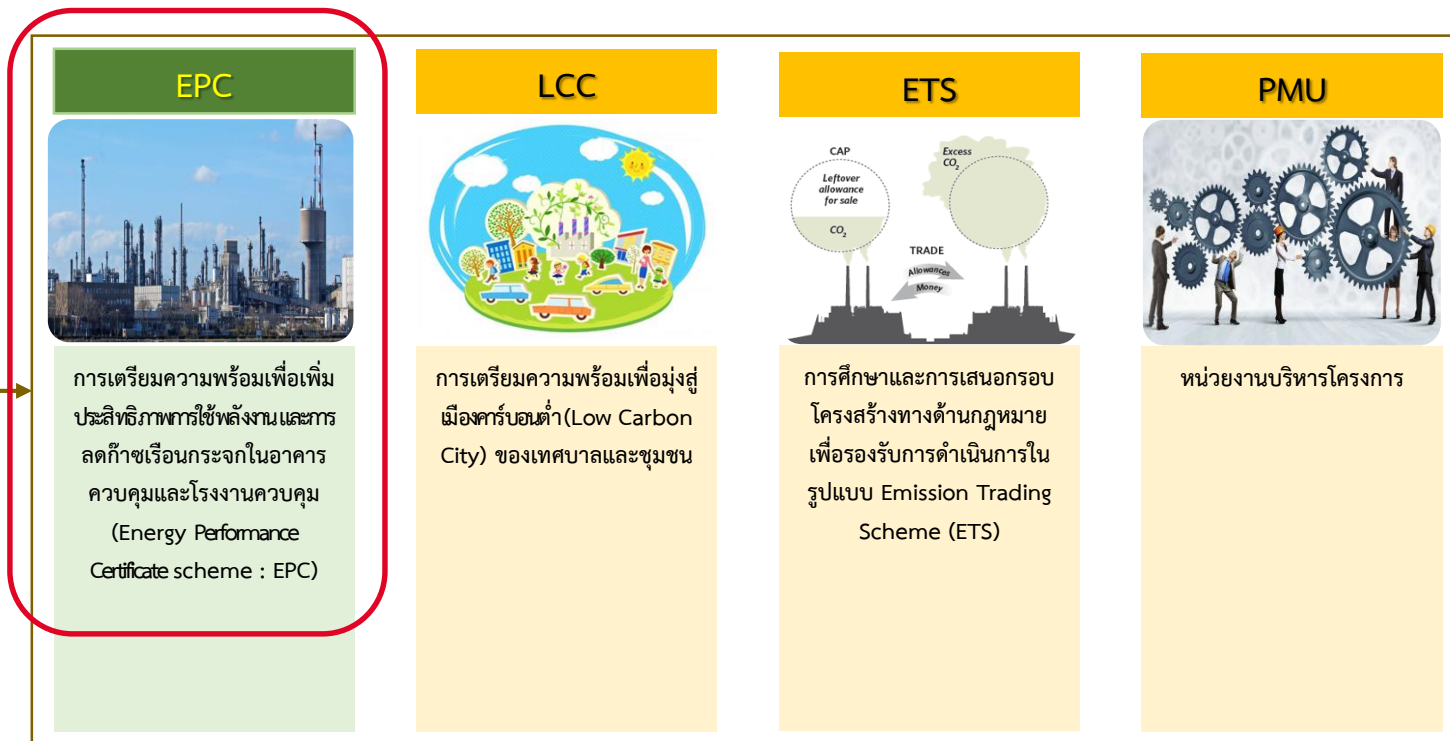 EPC
การเตรียมความพร้อมเพื่อเพิ่ม
ประสิทธิภาพการใช้พลังงาน และการ
ลดก๊าซเรือนกระจกในอาคาร
ควบคุมและโรงงานควบคุม
(Energy Performance
Certificate scheme : EPC)
LCC
การเตรียมความพร้อมเพื่อมุ่งสู่
เมืองคาร์บอนต่ำ(Low Carbon
City) ของเทศบาลและชุมชน
ETS
CAP
Leftover
allowance
for sale
CO2
Excess
CO2
TRADE
Allowances
Money
การศึกษาและการเสนอกรอบ
โครงสร้างทางด้านกฎหมาย
เพื่อรองรับการดำเนินการใน
รูปแบบ Emission Trading
Scheme (ETS)
PMU
หน่วยงานบริหารโครงการ